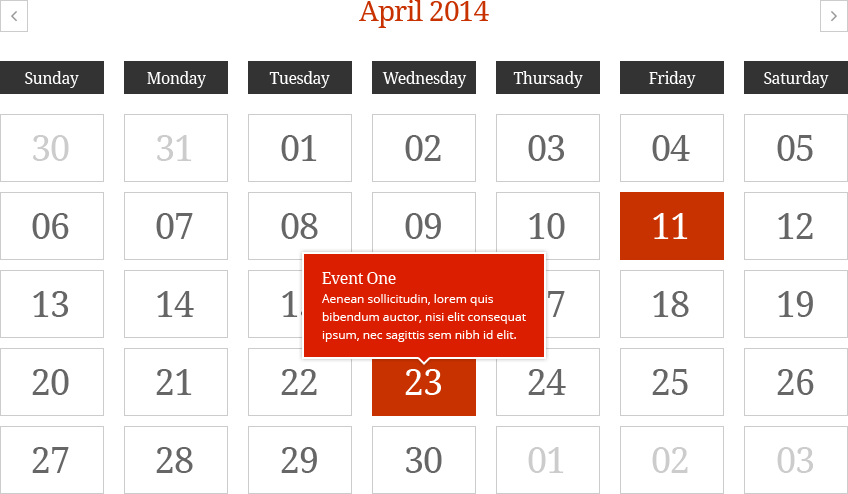 April 2014
Sunday Monday Tuesday Wednesday Thursady Friday Saturday
30 31 01 02 03 04 05
06 07 08 09 10 11 12
Event One
Aenean sollicitudin, lorem quis
bibendum auctor, nisi elit consequat
ipsum, nec sagittis sem nibh id elit.
13 14 18 19
20 21 22 23 24 25 26
27 28 29 30 01 02 03